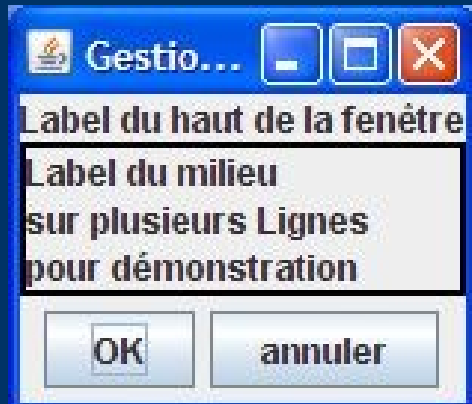 Gestio...
Label du haut de la fenêtre
Label du milieu
sur plusieurs Lignes
pour démonstration
OK
annuler